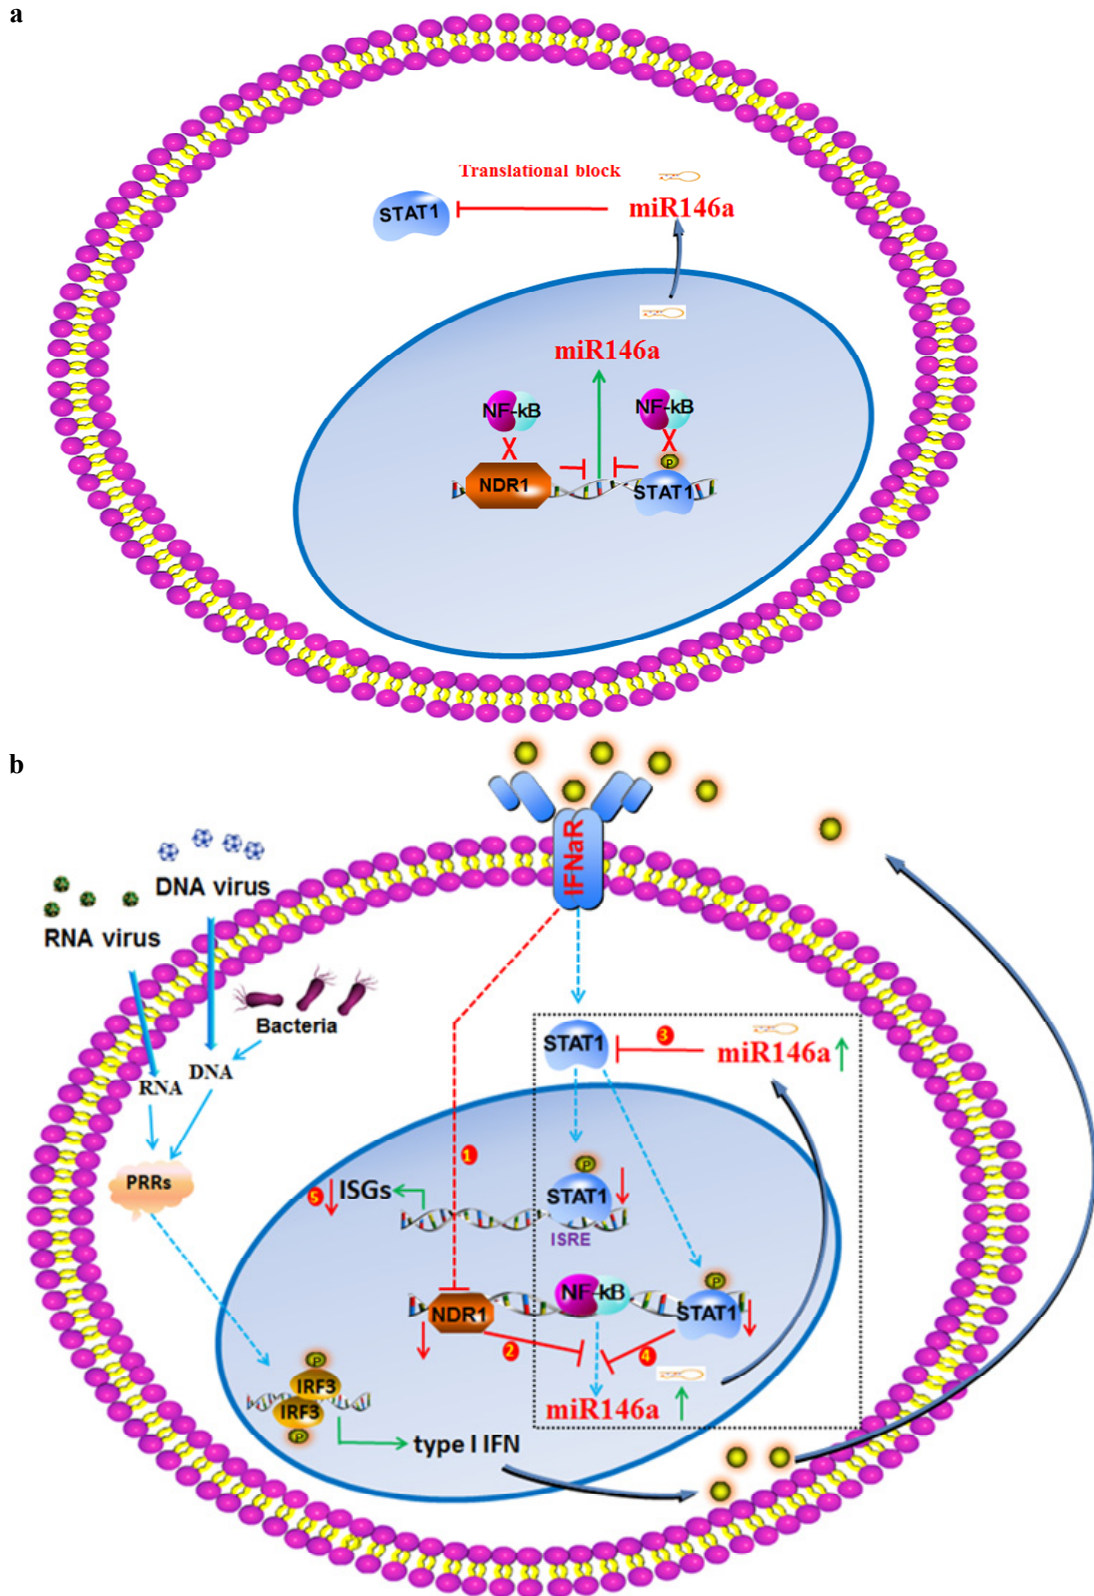 a
Translational block
STAT1
miR146a
miR146a
NF-kB
NF-kB
X
X
P
NDR1
STAT1
b
IFNaR
DNA virus
RNA virus
Bacteria
STAT1
3
miR146a
RNA
DNA
1
PRRs
P
5
ISGs
STAT1
ISRE
P
NF-kB
NDR1
STAT1
2
4
P
IRF3
miR146a
IRF3
P
type I IFN